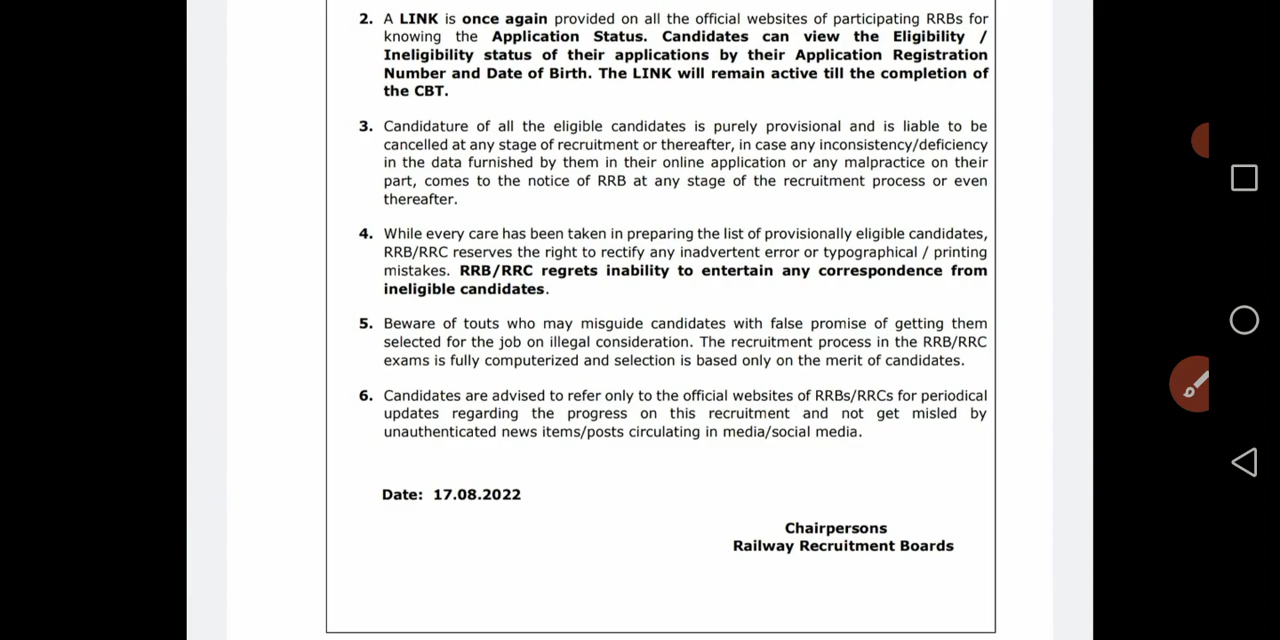 2. A LINK is once again provided on all the official websites of participating RRBs for
knowing the Application Status. Candidates can view the Eligibility /
Ineligibility status of their applications by their Application Registration
Number and Date of Birth. The LINK will remain active till the completion of
the CBT.
3. Candidature of all the eligible candidates is purely provisional and is liable to be
cancelled at any stage of recruitment or thereafter, in case any inconsistency/deficiency
in the data furnished by them in their online application or any malpractice on their
part, comes to the notice of RRB at any stage of the recruitment process or even
thereafter.
4. While every care has been taken in preparing the list of provisionally eligible candidates,
RRB/RRC reserves the right to rectify any inadvertent error or typographical / printing
mistakes. RRB/RRC regrets inability to entertain any correspondence from
ineligible candidates.
5. Beware of touts who may misguide candidates with false promise of getting them
selected for the job on illegal consideration. The recruitment process in the RRB/RRC
exams is fully computerized and selection is based only on the merit of candidates.
6. Candidates are advised to refer only to the official websites of RRBs/RRCs for periodical
updates regarding the progress on this recruitment and not get misled by
unauthenticated news items/posts circulating in media/social media.
Date: 17.08.2022
Chairpersons
Railway Recruitment Boards